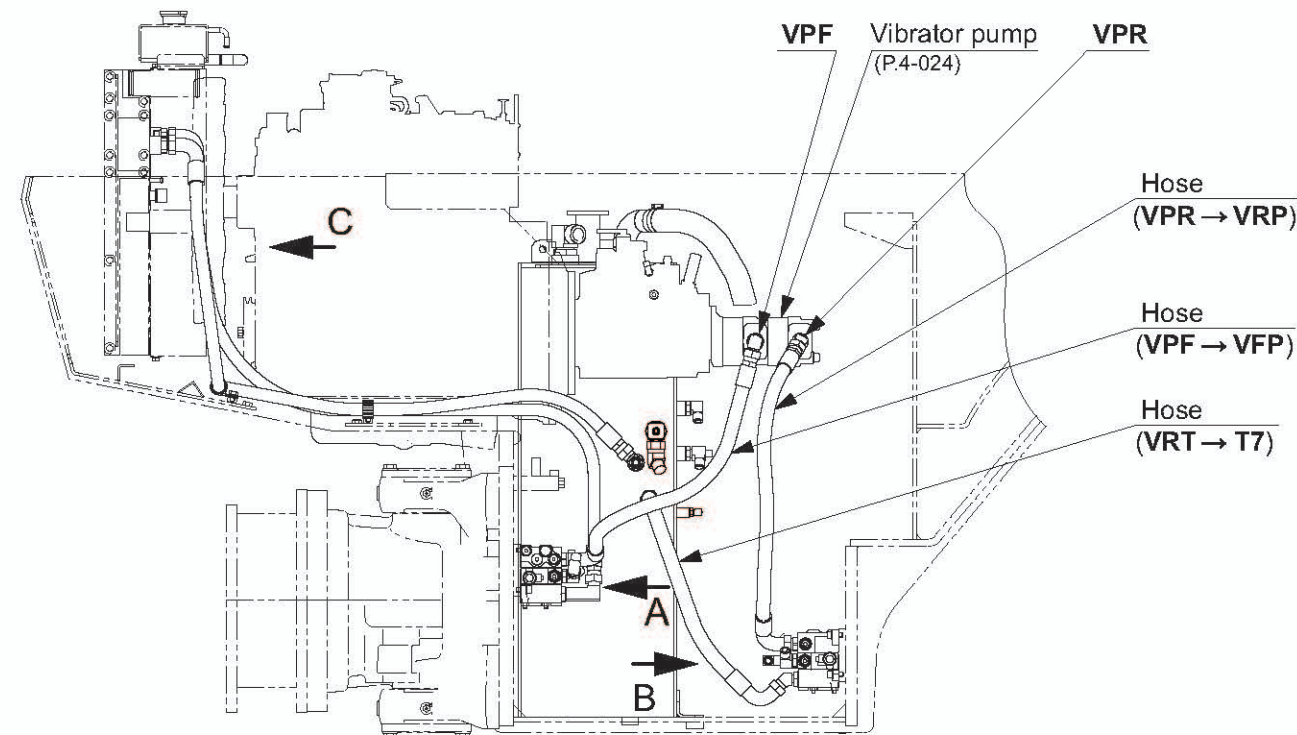 VPF
Vibrator pump
(P.4-024)
VPR
Hose
(VPR → VRP)
C
Hose
(VPF → VFP)
Hose
(VRT → T7)
A
B